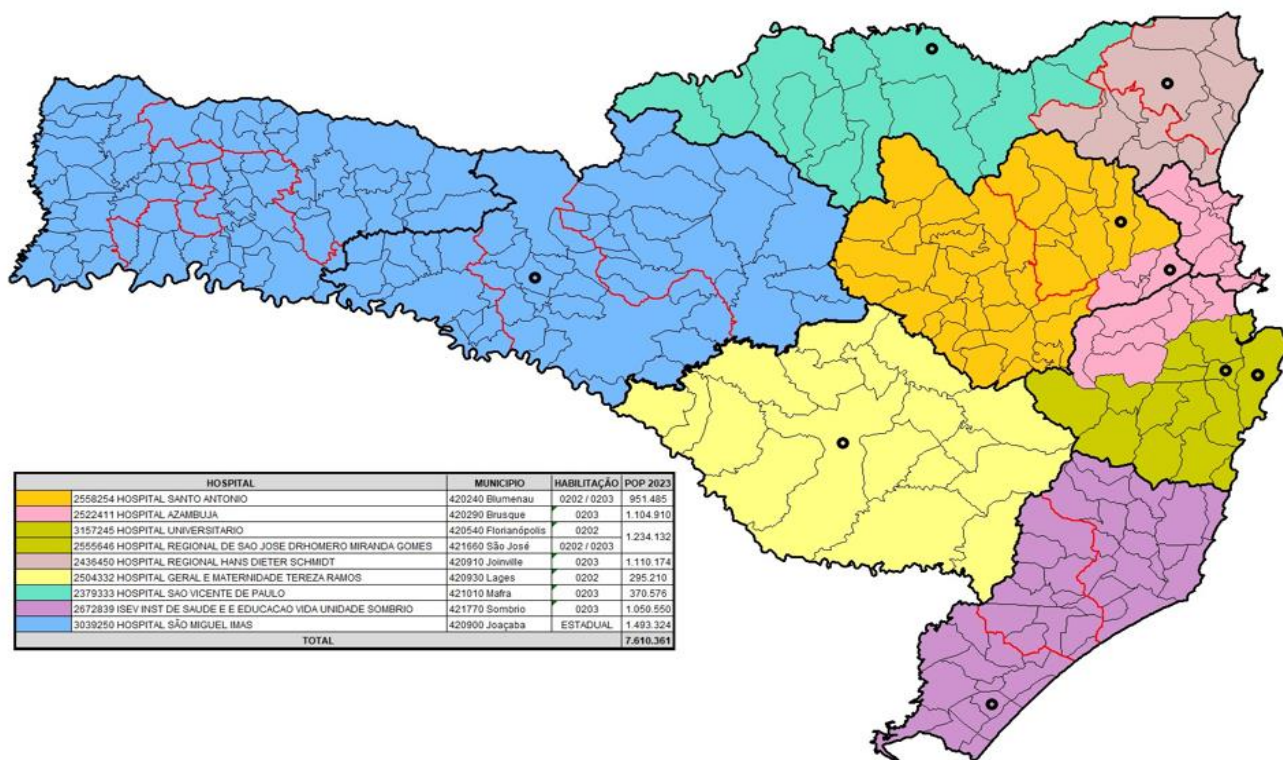 HOSPITAL MUNICIPIO HABILITAÇÃO POP 2023
2558254 HOSPITAL SANTO ANTONIO 420240 Blumenau 0202 / 0203 951.485
2522411 HOSPITAL AZAMBUJA 420290 Brusque 0203 1.104.910
3157245 HOSPITAL UNIVERSITARIO 420540 Florianópolis 0202 1.234.132
2555646 HOSPITAL REGIONAL DE SAO JOSE DRHOMERO MIRANDA GOMES 421660 São José 0202 / 0203
2436450 HOSPITAL REGIONAL HANS DIETER SCHMIDT 420910 Joinville 0203 1.110.174
2504332 HOSPITAL GERAL E MATERNIDADE TEREZA RAMOS 420930 Lages 0202 295.210
2379333 HOSPITAL SAO VICENTE DE PAULO 421010 Mafra 0203 370.576
2672839 ISEV INST DE SAUDE E E EDUCACAO VIDA UNIDADE SOMBRIO 421770 Sombrio 0203 1.050.550
3039250 HOSPITAL SÃO MIGUEL IMAS 420900 Joaçaba ESTADUAL 1.493.324
TOTAL 7.610.361